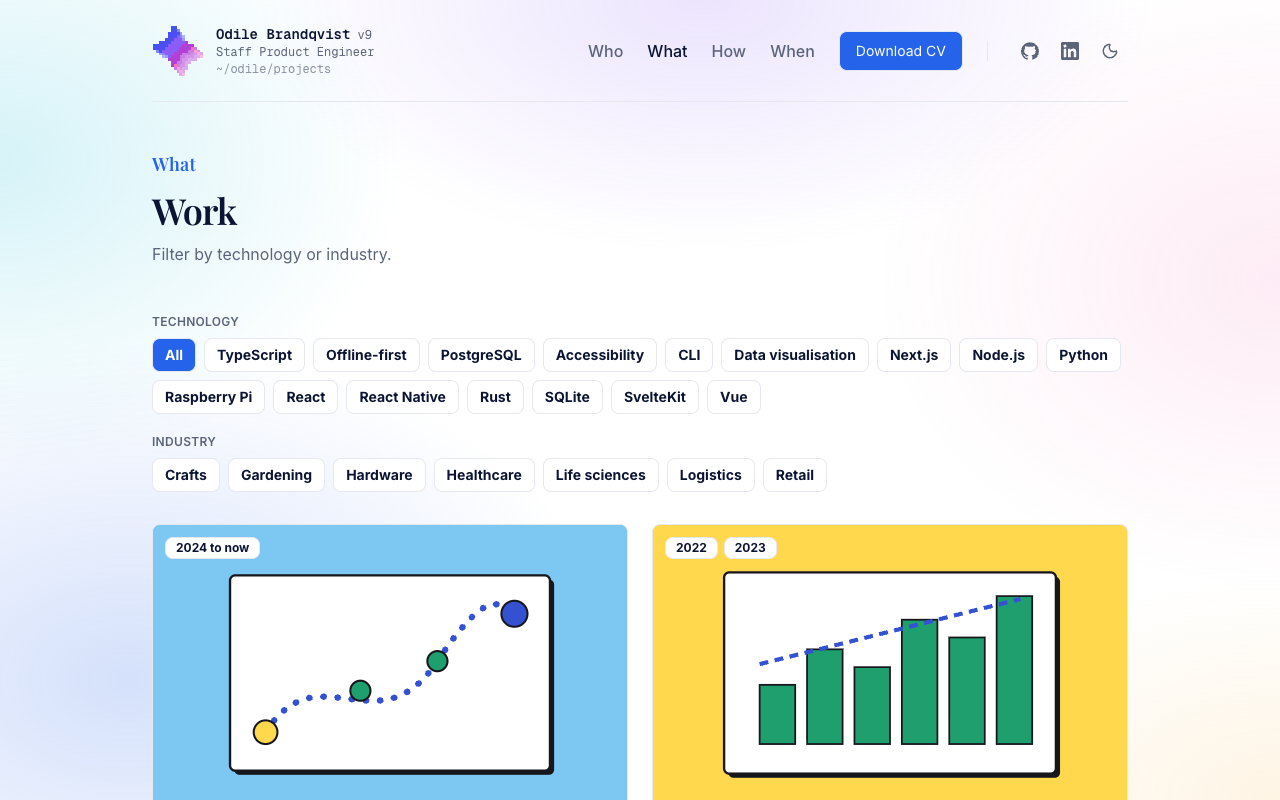 Odile Brandqvist v9
Staff Product Engineer
~/odile/projects
Who What How When Download CV
What
Work
Filter by technology or industry.
TECHNOLOGY
All TypeScript Offline-first PostgreSQL Accessibility CLI Data visualisation Next.js Node.js Python
Raspberry Pi React React Native Rust SQLite SvelteKit Vue
INDUSTRY
Crafts Gardening Hardware Healthcare Life sciences Logistics Retail
2024 to now
2022 2023